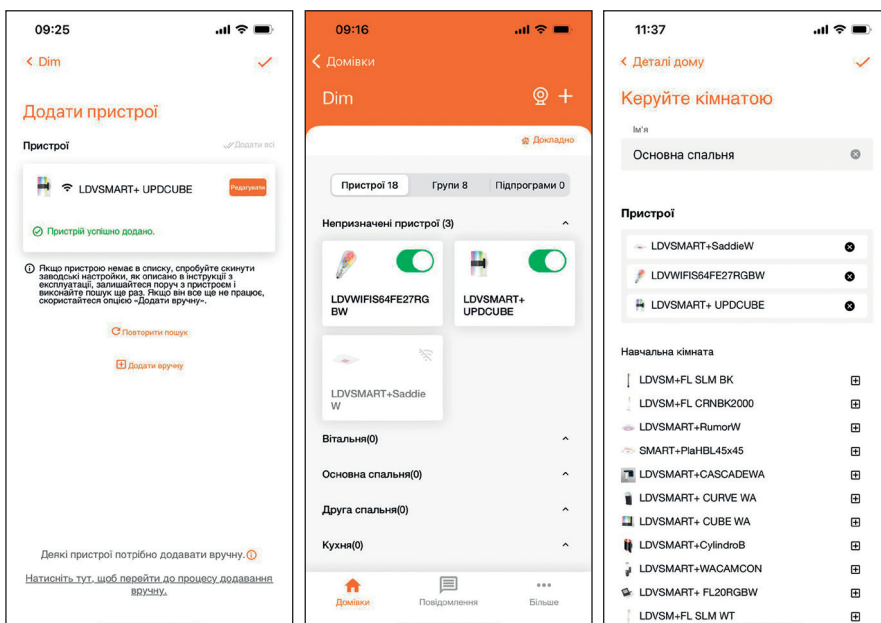 09:25
Dim
Додати пристрої
Пристрої
Додати всі
LDVSMART+ UPDCUBE
Редагувати
Пристрій успішно додано.
Якщо пристрою немає в списку, спробуйте скинути
заводські настройки, як описано в інструкції з
експлуатації, залишайтеся поруч з пристроєм і
виконайте пошук ще раз. Якщо він все ще не працює,
скористайтеся опцією «Додати вручну».
Повторити пошук
Додати вручну
Деякі пристрої потрібно додавати вручну.
Натисніть тут, щоб перейти до процесу додавання
вручну.
09:16
Домівки
Dim
Докладно
Пристрої 18
Групи 8
Підпрограми 0
Непризначені пристрої (3)
LDVWIFIS64FE27RG
BW
LDVSMART+
UPDCUBE
LDVSMART+Saddie
W
Вітальня(0)
Основна спальня(0)
Друга спальня(0)
Кухня(0)
Домівки
Повідомлення
Більше
11:37
Деталі дому
Керуйте кімнатою
Ім'я
Основна спальня
Пристрої
LDVSMART+SaddieW
LDVWIFIS64FE27RGBW
LDVSMART+ UPDCUBE
Навчальна кімната
LDVSM+FL SLM BK
LDVSM+FL CRNBK2000
LDVSMART+RumorW
SMART+PlaHBL45x45
LDVSMART+CASCADEWA
LDVSMART+ CURVE WA
LDVSMART+ CUBE WA
LDVSMART+CylindroB
LDVSMART+WACAMCON
LDVSMART+ FL20RGBW
LDVSM+FL SLM WT